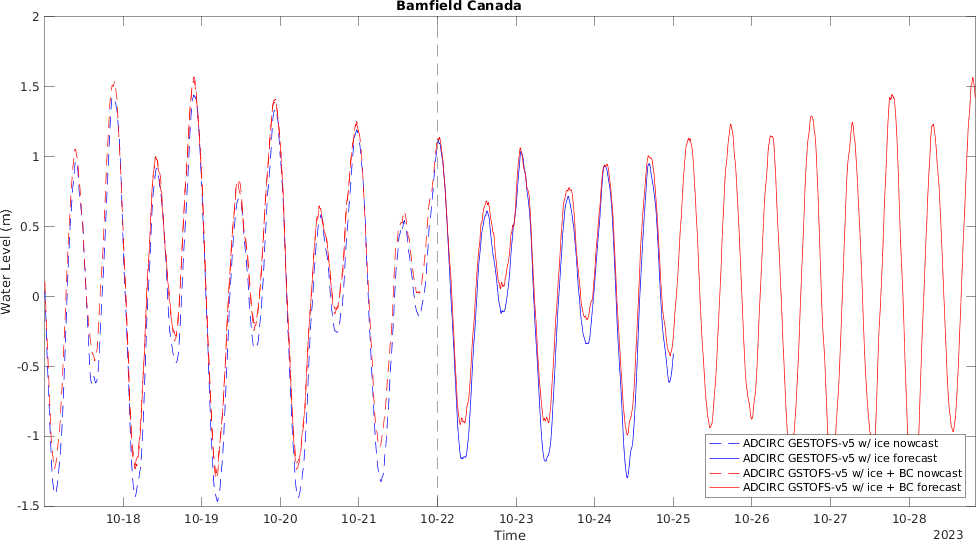 Bamfield Canada
2
1.5
1
0.5
0
-0.5
-1
-1.5
Water Level (m)
10-18 10-19 10-20 10-21 10-22 10-23 10-24 10-25 10-26 10-27 10-28
Time
2023
ADCIRC GESTOFS-v5 w/ ice nowcast
ADCIRC GESTOFS-v5 w/ ice forecast
ADCIRC GSTOFS-v5 w/ ice + BC nowcast
ADCIRC GSTOFS-v5 w/ ice + BC forecast